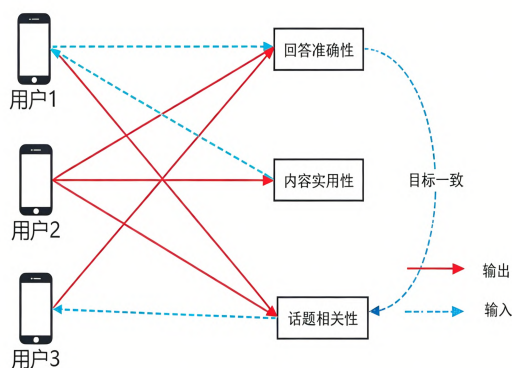 用户1
回答准确性
用户2
内容实用性
目标一致
用户3
话题相关性
输出
输入